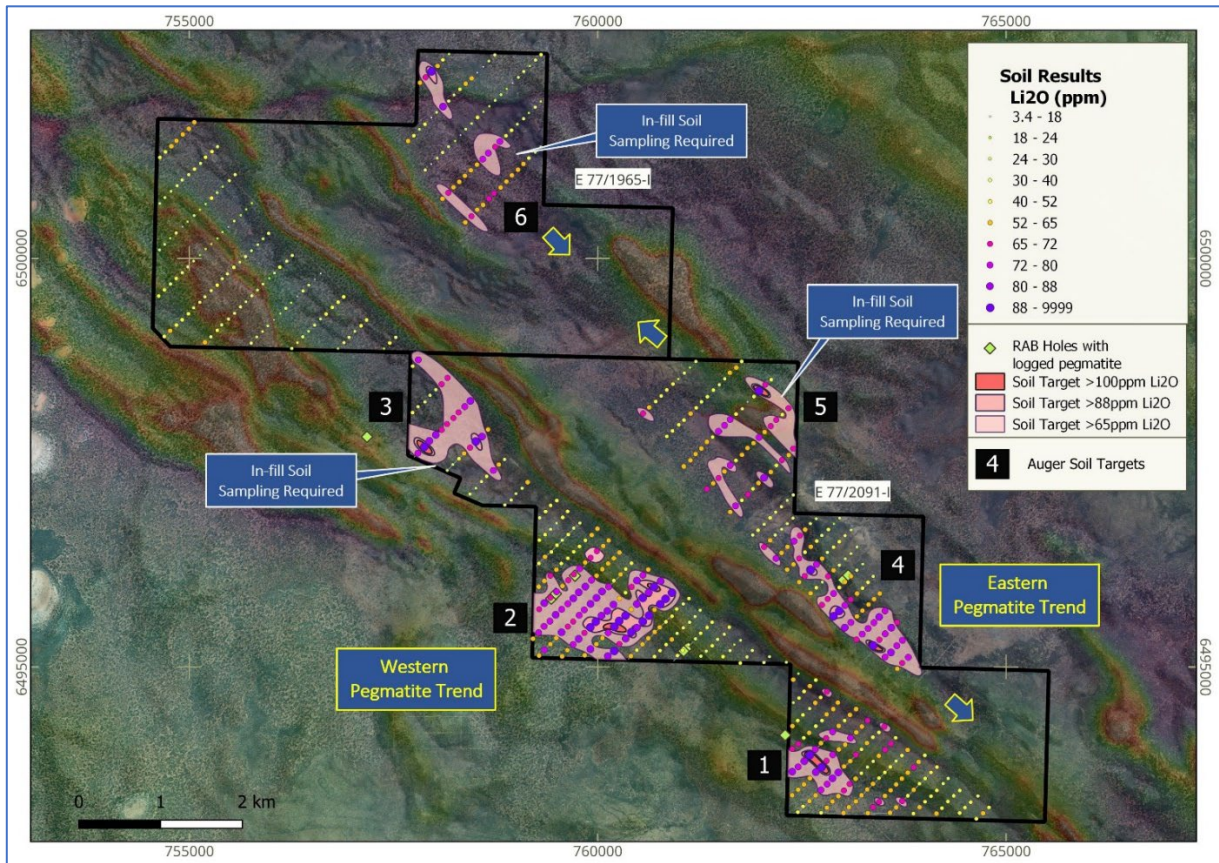 755000
760000
765000
Soil Results
Li2O (ppm)
3.4 - 18
18 - 24
24 - 30
30 - 40
40 - 52
52 - 65
65 - 72
72 - 80
80 - 88
88 - 9999
RAB Holes with
logged pegmatite
Soil Target >100ppm Li2O
Soil Target >88ppm Li2O
Soil Target >65ppm Li2O
4 Auger Soil Targets
In-fill Soil
Sampling Required
E 77/1965-I
6
6500000
6500000
In-fill Soil
Sampling Required
3
5
In-fill Soil
Sampling Required
E 77/2091-I
4
Eastern
Pegmatite Trend
2
Western
Pegmatite Trend
6495000
6495000
1
0 1 2 km
755000
760000
765000